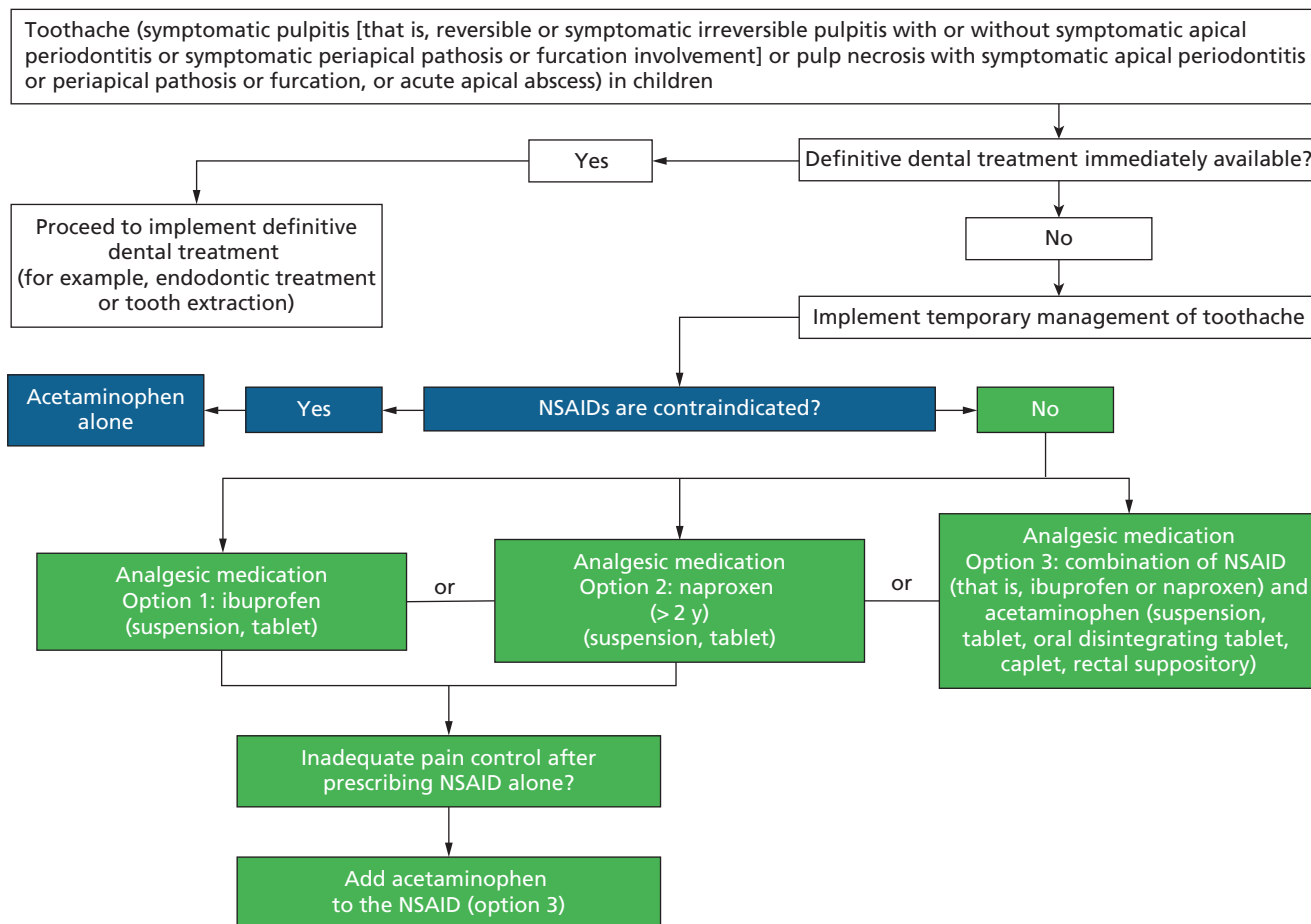 Toothache (symptomatic pulpitis [that is, reversible or symptomatic irreversible pulpitis with or without symptomatic apical
periodontitis or symptomatic periapical pathosis or furcation involvement] or pulp necrosis with symptomatic apical periodontitis
or periapical pathosis or furcation, or acute apical abscess) in children
Yes
Definitive dental treatment immediately available?
Proceed to implement definitive
dental treatment
(for example, endodontic treatment
or tooth extraction)
No
Implement temporary management of toothache
Acetaminophen
alone
Yes
NSAIDs are contraindicated?
No
Analgesic medication
Option 1: ibuprofen
(suspension, tablet)
or
Analgesic medication
Option 2: naproxen
(> 2 y)
(suspension, tablet)
or
Analgesic medication
Option 3: combination of NSAID
(that is, ibuprofen or naproxen) and
acetaminophen (suspension,
tablet, oral disintegrating tablet,
caplet, rectal suppository)
Inadequate pain control after
prescribing NSAID alone?
Add acetaminophen
to the NSAID (option 3)